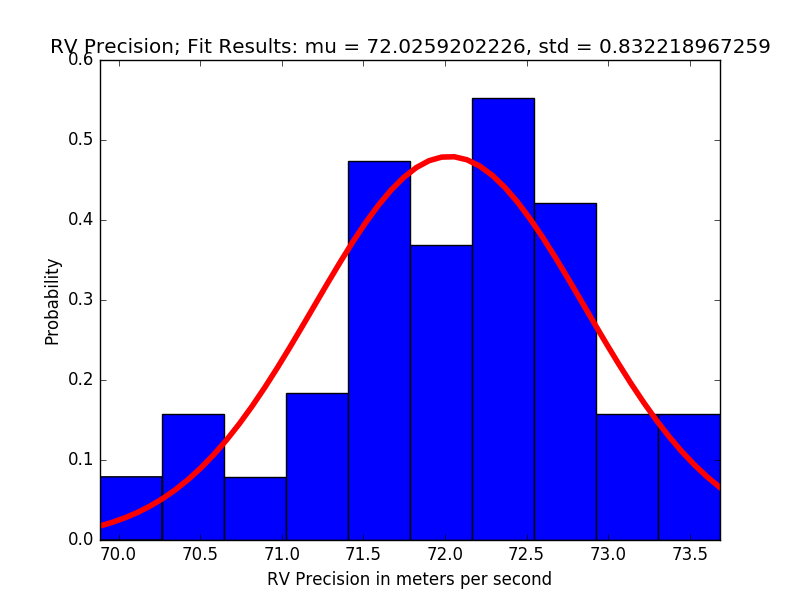 RV Precision; Fit Results: mu = 72.0259202226, std = 0.832218967259
0.6
0.5
0.4
0.3
0.2
0.1
0.0
Probability
70.0 70.5 71.0 71.5 72.0 72.5 73.0 73.5
RV Precision in meters per second